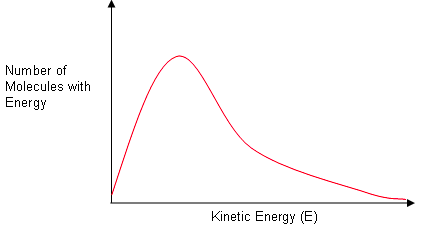 Number of
Molecules with
Energy
Kinetic Energy (E)